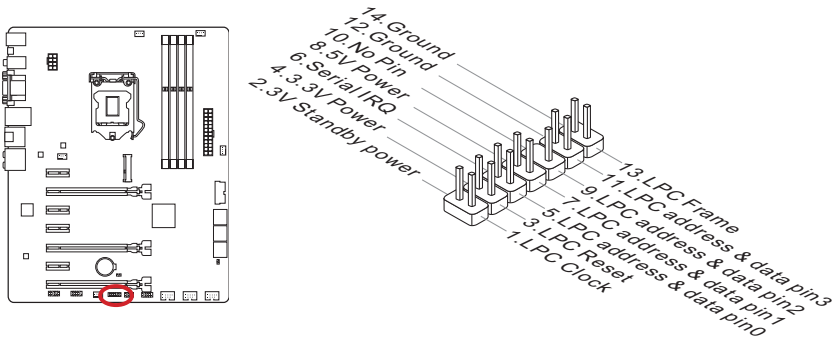 14.Ground
12.Ground
10.No Pin
8.5V Power
6.Serial IRQ
4.3.3V Power
2.3V Standby power
13.LPC Frame
11.LPC address & data pin3
9.LPC address & data pin2
7.LPC address & data pin1
5.LPC address & data pin0
3.LPC Reset
1.LPC Clock